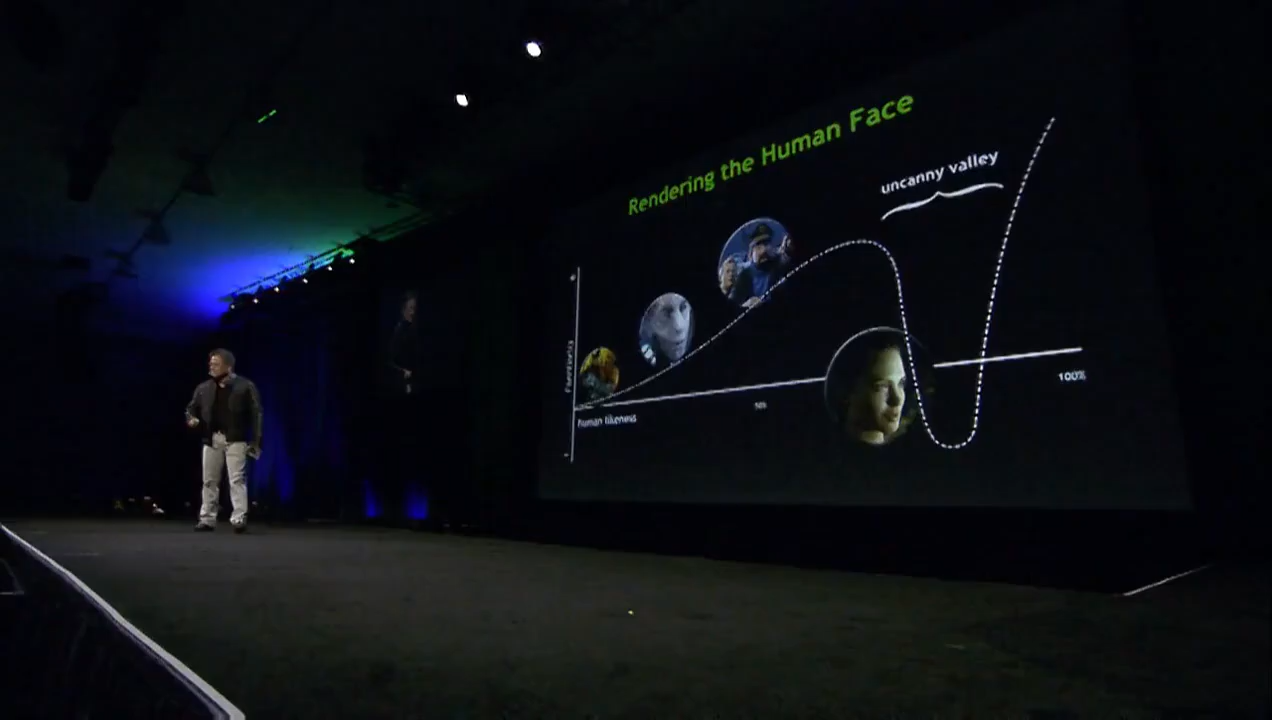 Rendering the Human Face
uncanny valley
human likeness
50%
100%